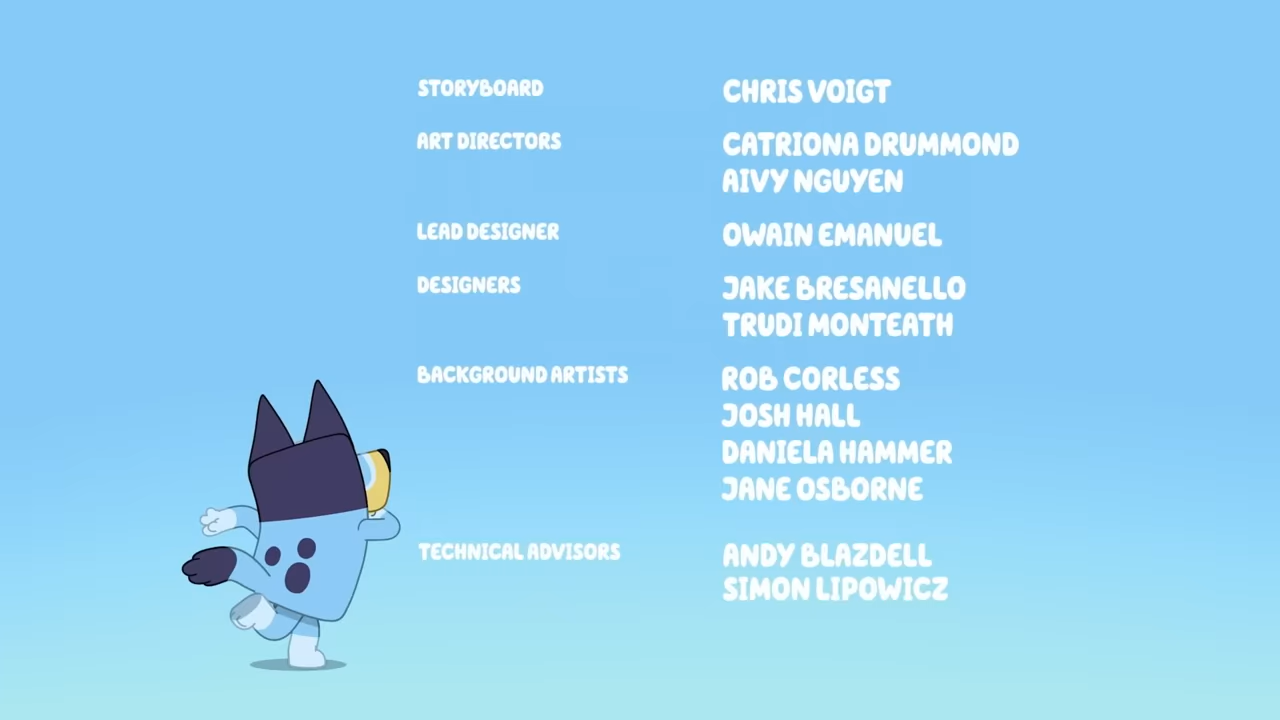 STORYBOARD CHRIS VOIGT
ART DIRECTORS CATRIONA DRUMMOND
AIVY NGUYEN
LEAD DESIGNER OWAIN EMANUEL
DESIGNERS JAKE BRESANELLO
TRUDI MONTEATH
BACKGROUND ARTISTS ROB CORLESS
JOSH HALL
DANIELA HAMMER
JANE OSBORNE
TECHNICAL ADVISORS ANDY BLAZDELL
SIMON LIPOWICZ